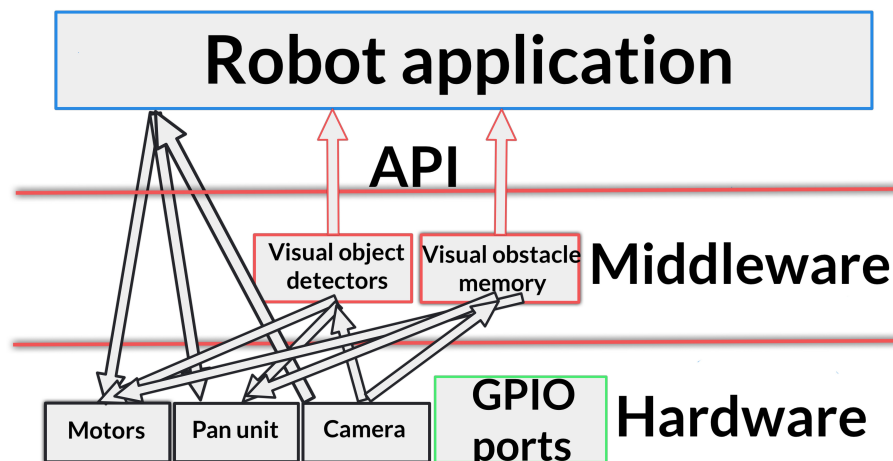 Robot application
API
Visual object
detectors
Visual obstacle
memory
Middleware
Motors
Pan unit
Camera
GPIO
ports
Hardware